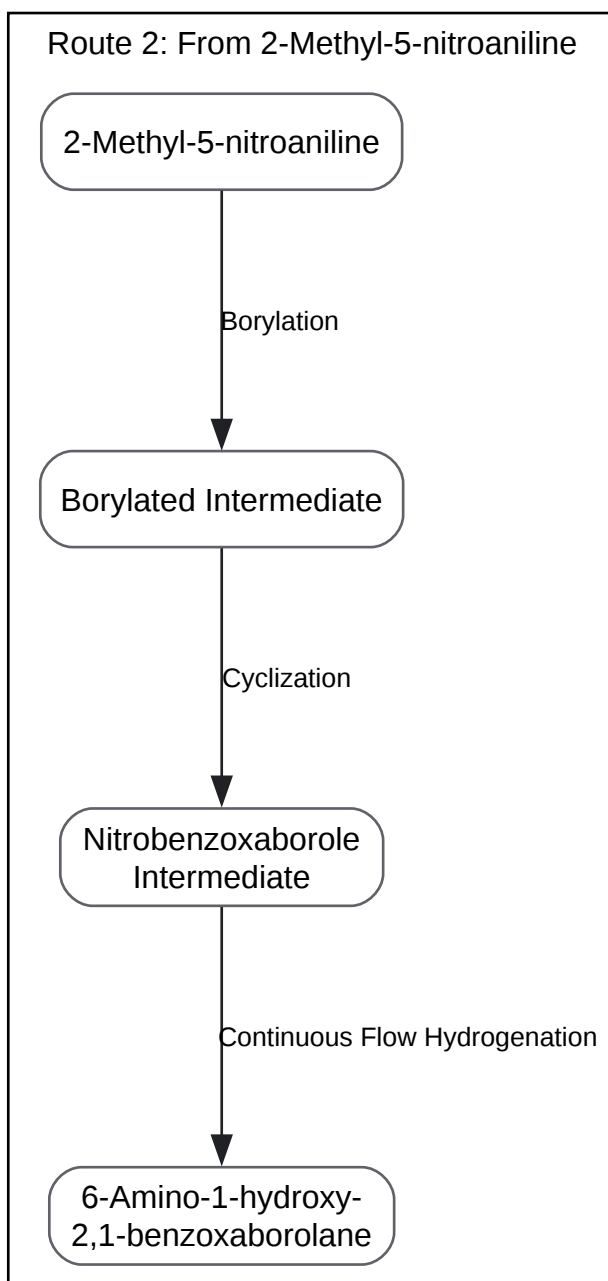 Route 2: From 2-Methyl-5-nitroaniline
2-Methyl-5-nitroaniline
Borylation
Borylated Intermediate
Cyclization
Nitrobenzoxaborole
Intermediate
Continuous Flow Hydrogenation
6-Amino-1-hydroxy-
2,1-benzoxaborolane